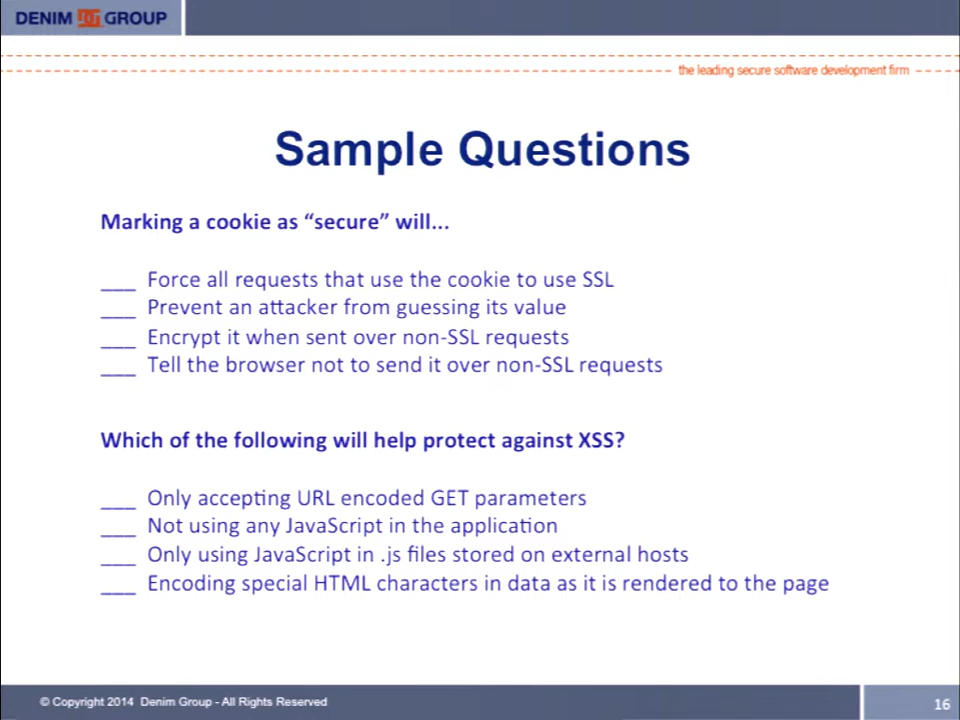 DENIM GROUP
the leading secure software development firm
Sample Questions
Marking a cookie as “secure” will...
___ Force all requests that use the cookie to use SSL
___ Prevent an attacker from guessing its value
___ Encrypt it when sent over non-SSL requests
___ Tell the browser not to send it over non-SSL requests
Which of the following will help protect against XSS?
___ Only accepting URL encoded GET parameters
___ Not using any JavaScript in the application
___ Only using JavaScript in .js files stored on external hosts
___ Encoding special HTML characters in data as it is rendered to the page
© Copyright 2014 Denim Group - All Rights Reserved
16